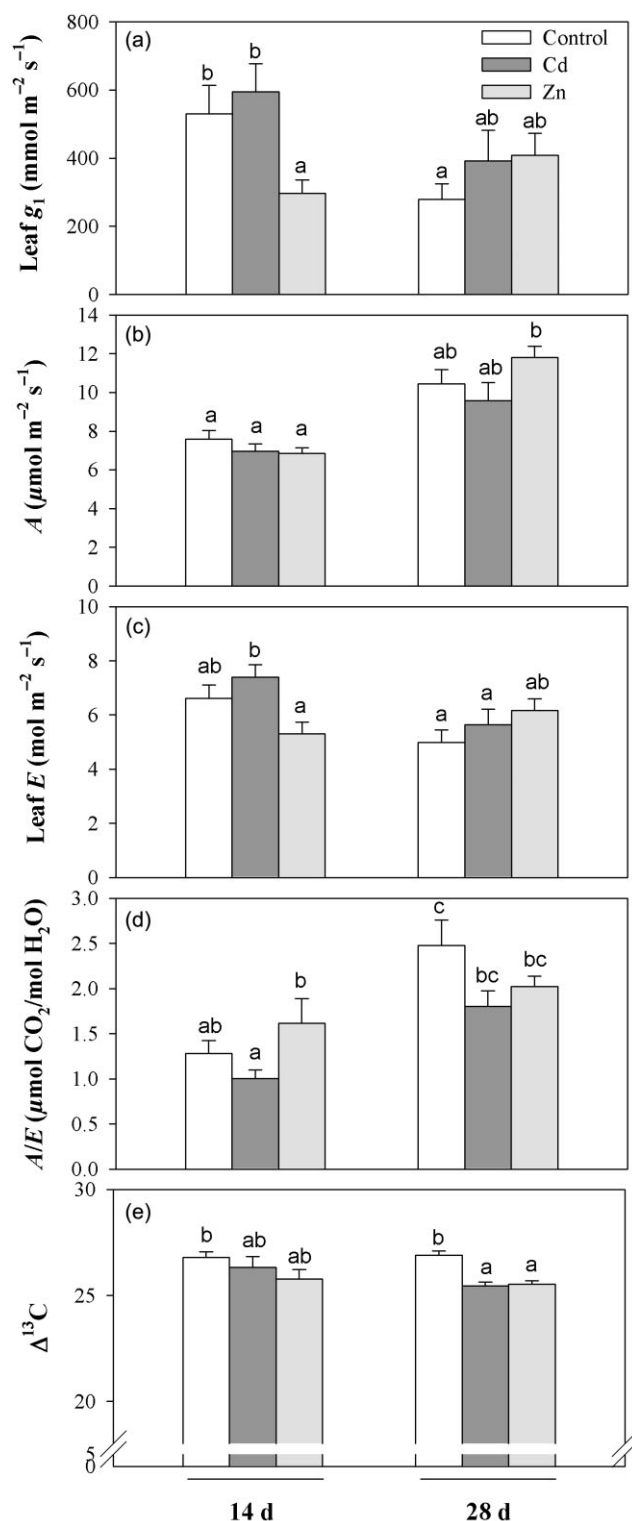 (a)
Control
Cd
Zn
800
600
400
200
0
Leaf g₁ (mmol m⁻² s⁻¹)
b
b
a
a
ab
ab
(b)
14
12
10
8
6
4
2
0
A (µmol m⁻² s⁻¹)
a
a
a
ab
ab
b
(c)
10
8
6
4
2
0
Leaf E (mol m⁻² s⁻¹)
ab
b
a
a
a
ab
(d)
3.0
2.5
2.0
1.5
1.0
0.5
0.0
A/E (µmol CO₂/mol H₂O)
ab
a
b
c
bc
bc
(e)
30
25
20
5
0
Δ¹³C
b
ab
ab
b
a
a
14 d
28 d